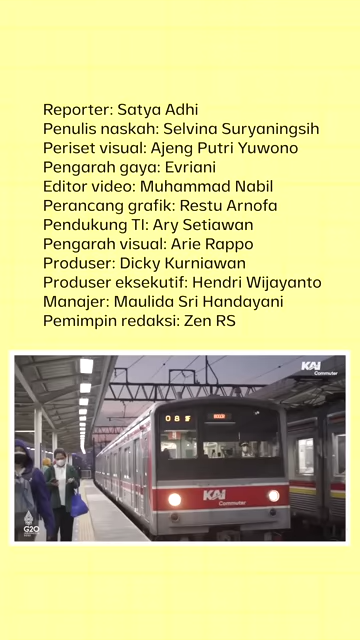 Reporter: Satya Adhi
Penulis naskah: Selvina Suryaningsih
Periset visual: Ajeng Putri Yuwono
Pengarah gaya: Evriani
Editor video: Muhammad Nabil
Perancang grafik: Restu Arnofa
Pendukung TI: Ary Setiawan
Pengarah visual: Arie Rappo
Produser: Dicky Kurniawan
Produser eksekutif: Hendri Wijayanto
Manajer: Maulida Sri Handayani
Pemimpin redaksi: Zen RS
KAI
Commuter
KAI
Commuter
G20